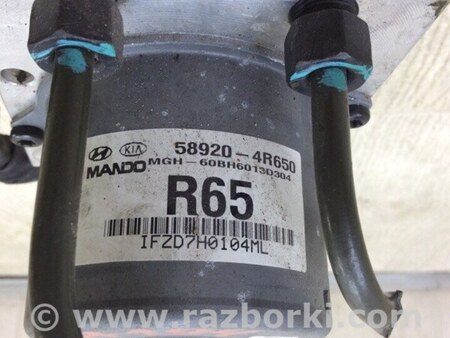 KIA 58920-4R650
MANDO MGH-60BH6013D304
R65
IFZD7H0104ML
© www.razborki.com